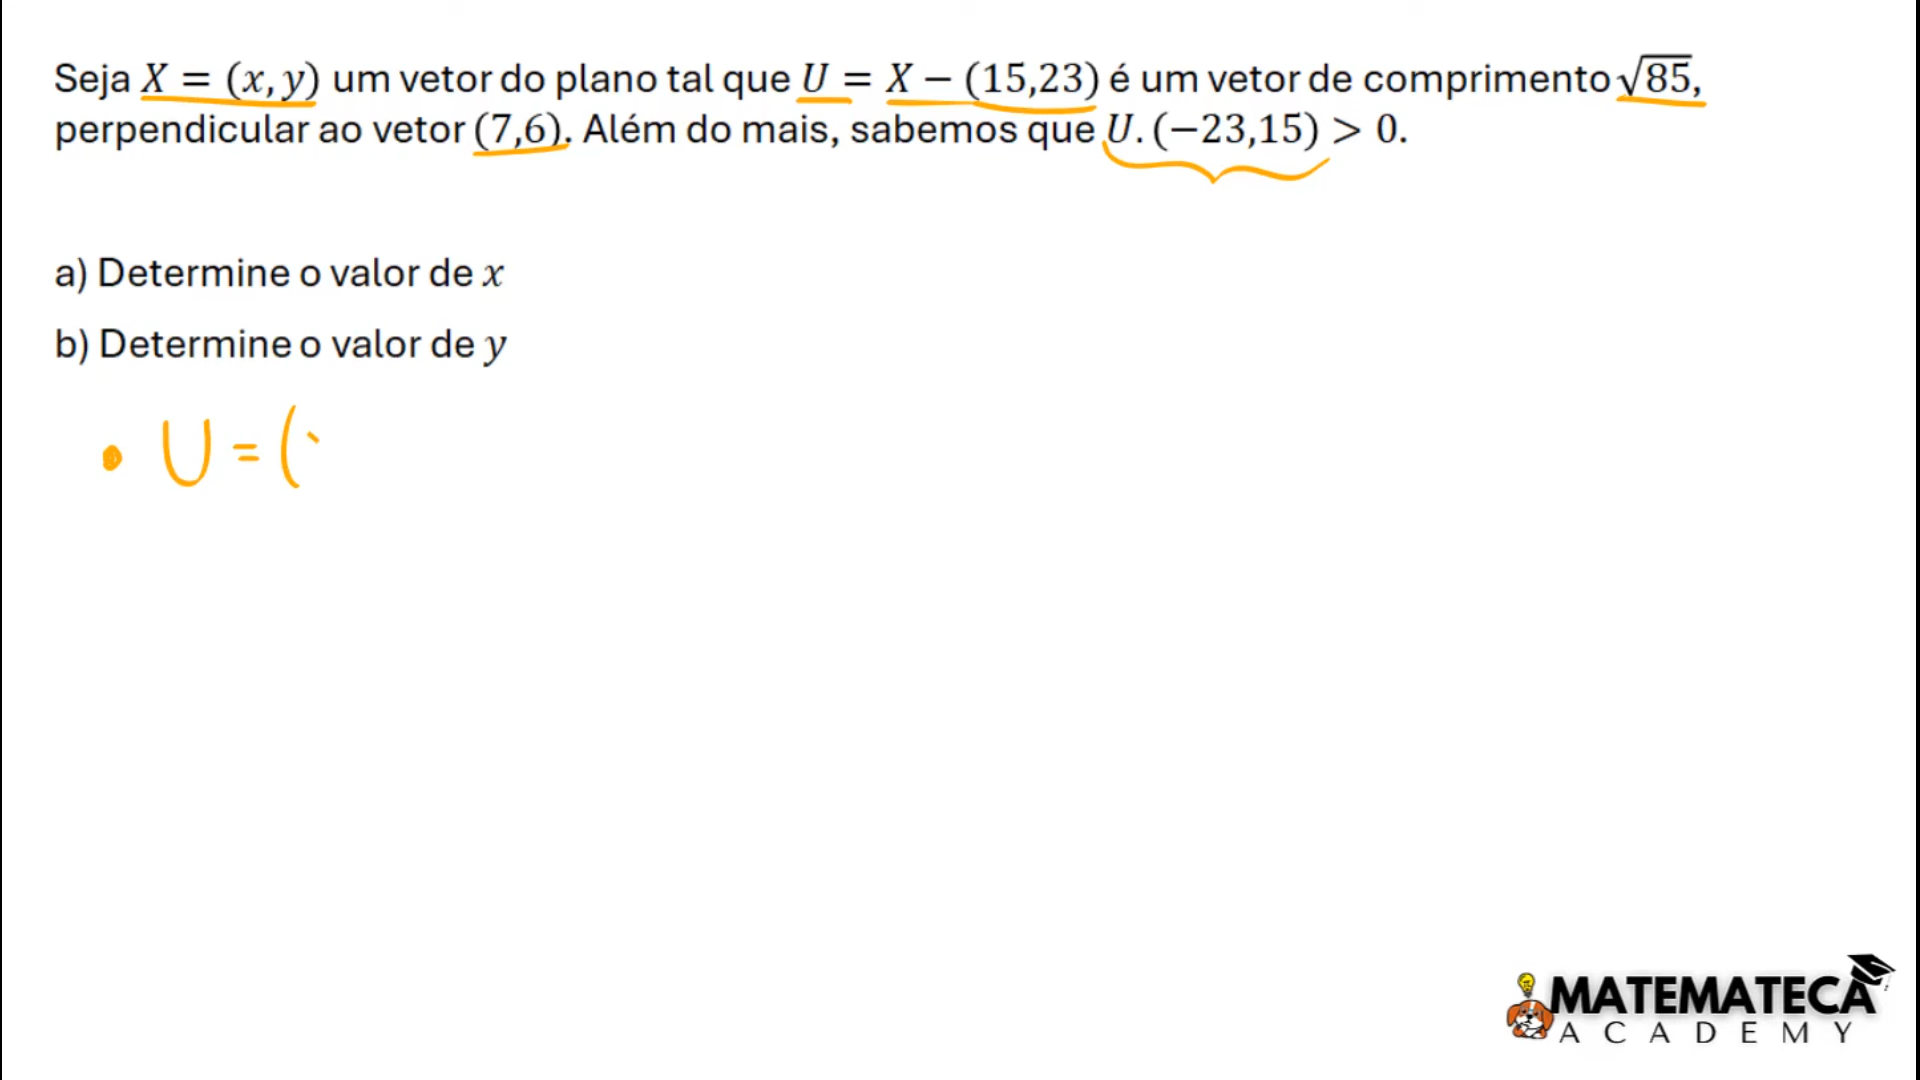 Seja X = (x, y) um vetor do plano tal que U = X − (15,23) é um vetor de comprimento √85,
perpendicular ao vetor (7,6). Além do mais, sabemos que U. (−23,15) > 0.
a) Determine o valor de x
b) Determine o valor de y
• U = (
MATEMATECA
ACADEMY